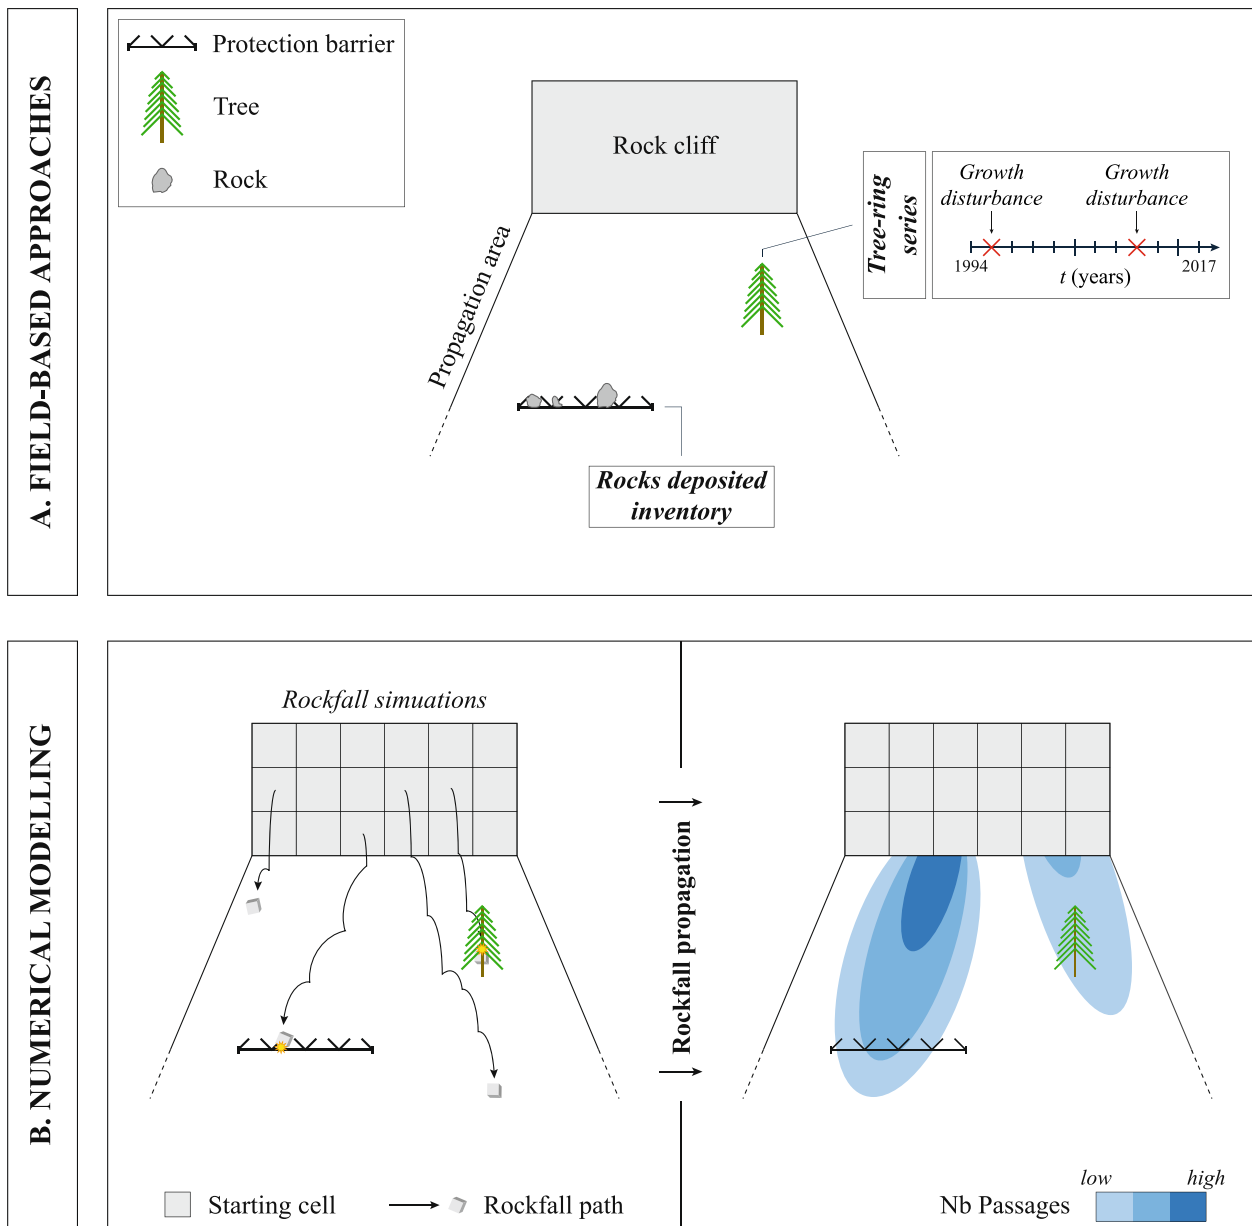 A. FIELD-BASED APPROACHES
Protection barrier
Tree
Rock
Rock cliff
Propagation area
Tree-ring
series
Growth
disturbance
Growth
disturbance
1994
2017
t (years)
Rocks deposited
inventory
B. NUMERICAL MODELLING
Rockfall simuations
Rockfall propagation
Starting cell
Rockfall path
Nb Passages
low
high